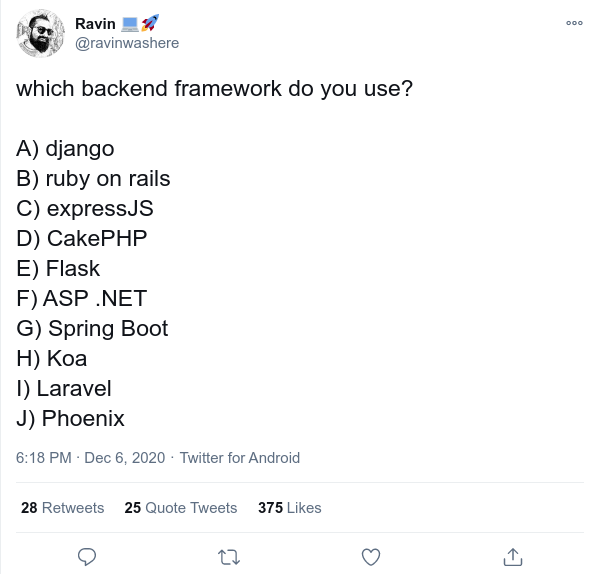 Ravin 💻🚀
@ravinwashere
which backend framework do you use?
A) django
B) ruby on rails
C) expressJS
D) CakePHP
E) Flask
F) ASP .NET
G) Spring Boot
H) Koa
I) Laravel
J) Phoenix
6:18 PM · Dec 6, 2020 · Twitter for Android
28 Retweets 25 Quote Tweets 375 Likes